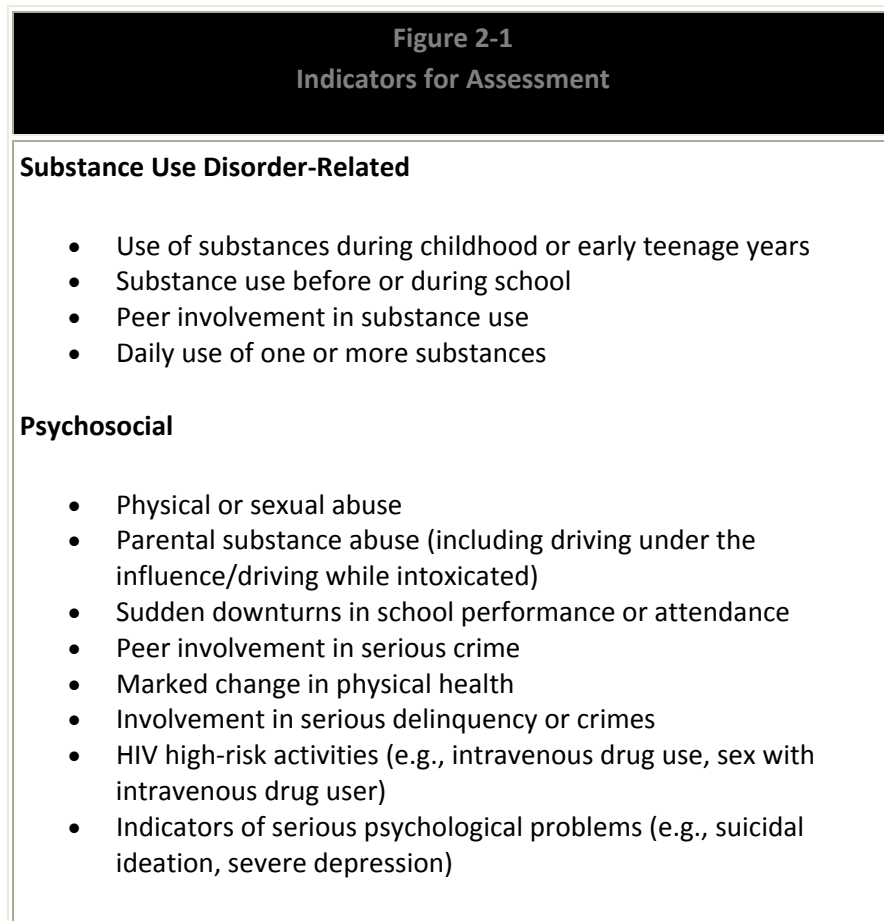 Figure 2-1
Indicators for Assessment
Substance Use Disorder-Related
• Use of substances during childhood or early teenage years
• Substance use before or during school
• Peer involvement in substance use
• Daily use of one or more substances
Psychosocial
• Physical or sexual abuse
• Parental substance abuse (including driving under the
influence/driving while intoxicated)
• Sudden downturns in school performance or attendance
• Peer involvement in serious crime
• Marked change in physical health
• Involvement in serious delinquency or crimes
• HIV high-risk activities (e.g., intravenous drug use, sex with
intravenous drug user)
• Indicators of serious psychological problems (e.g., suicidal
ideation, severe depression)